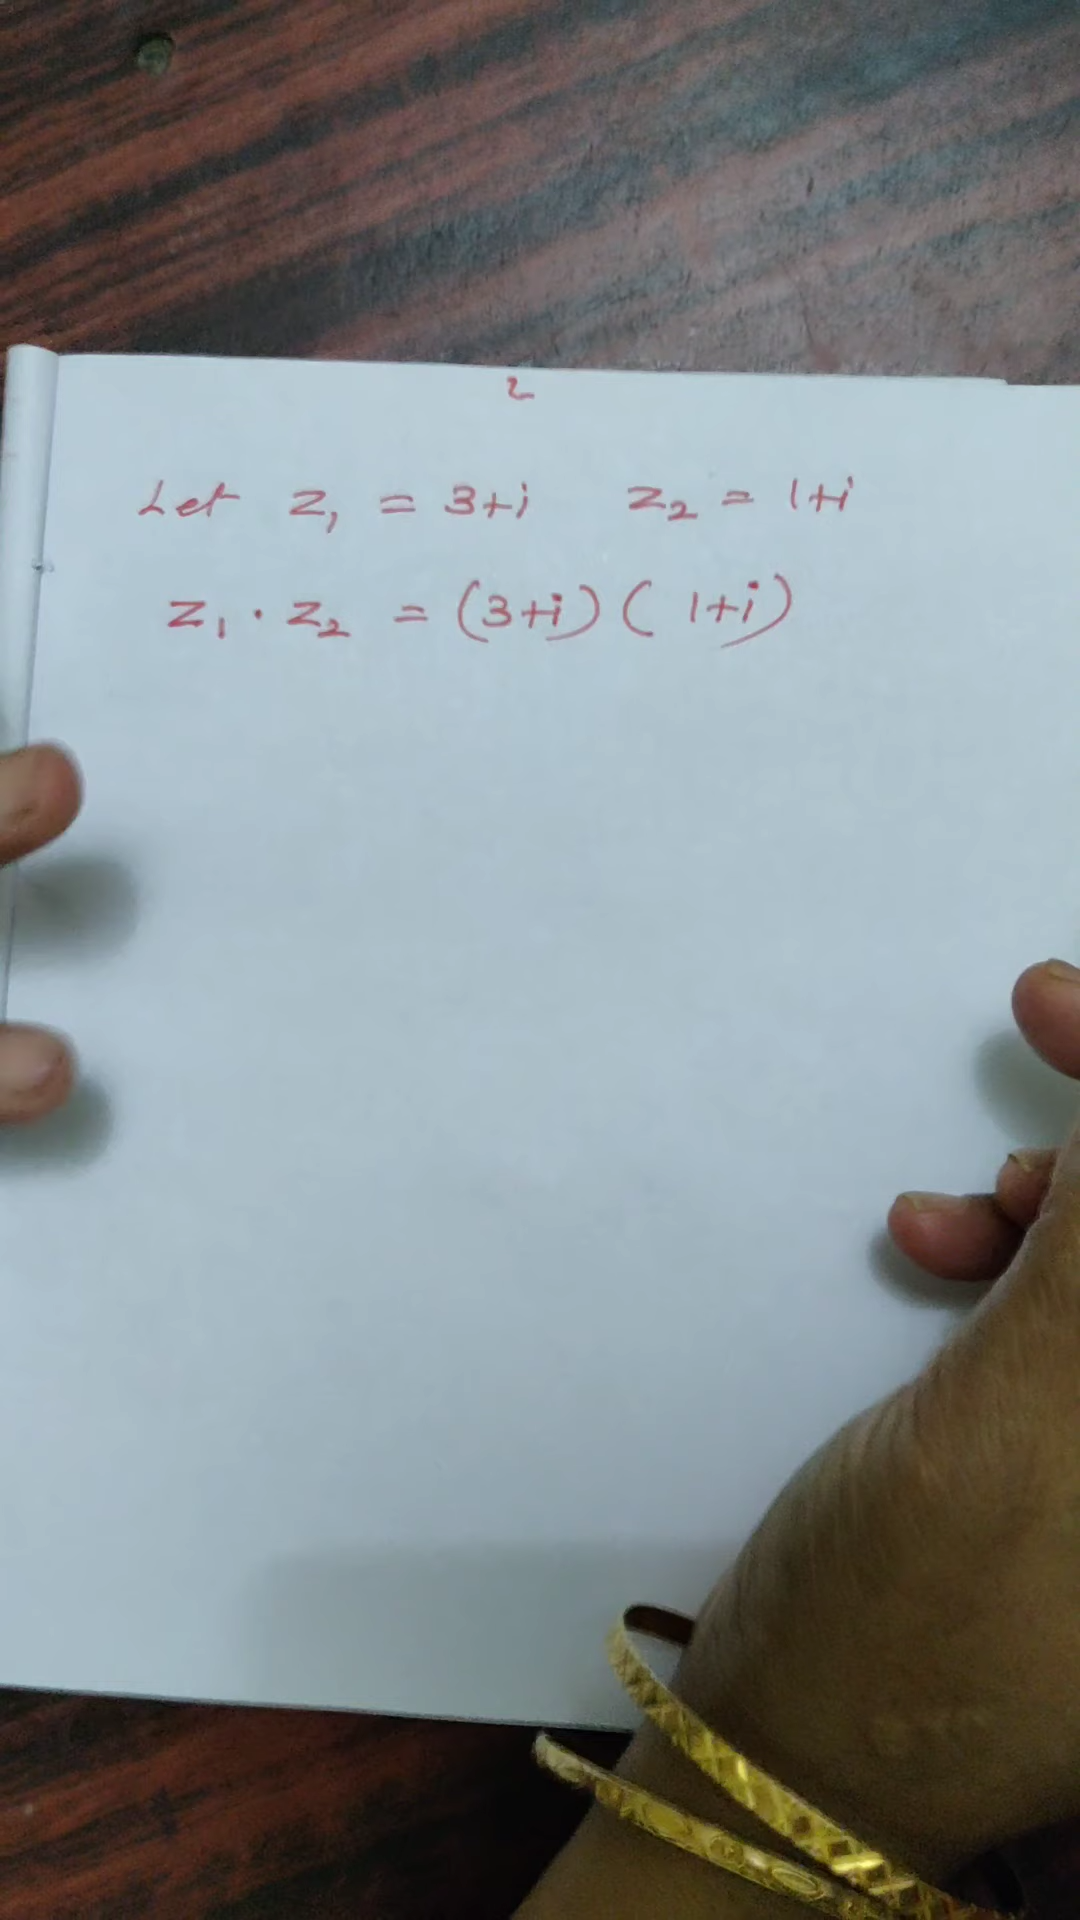 2
Let z₁ = 3+i z₂ = 1+i
z₁ · z₂ = (3+i) ( 1+i)